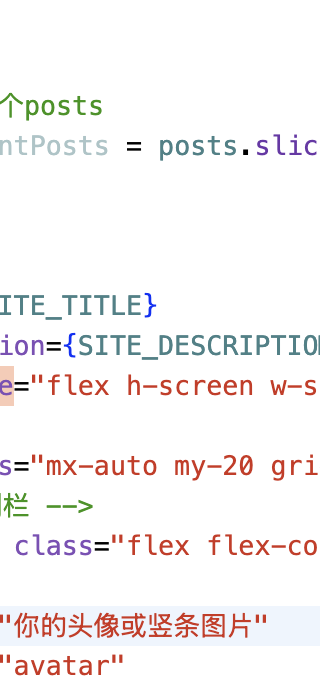 个posts
ntPosts = posts.slic
ITE_TITLE}
ion={SITE_DESCRIPTIO
e="flex h-screen w-s
s="mx-auto my-20 gri
栏 -->
class="flex flex-co
"你的头像或竖条图片"
"avatar"